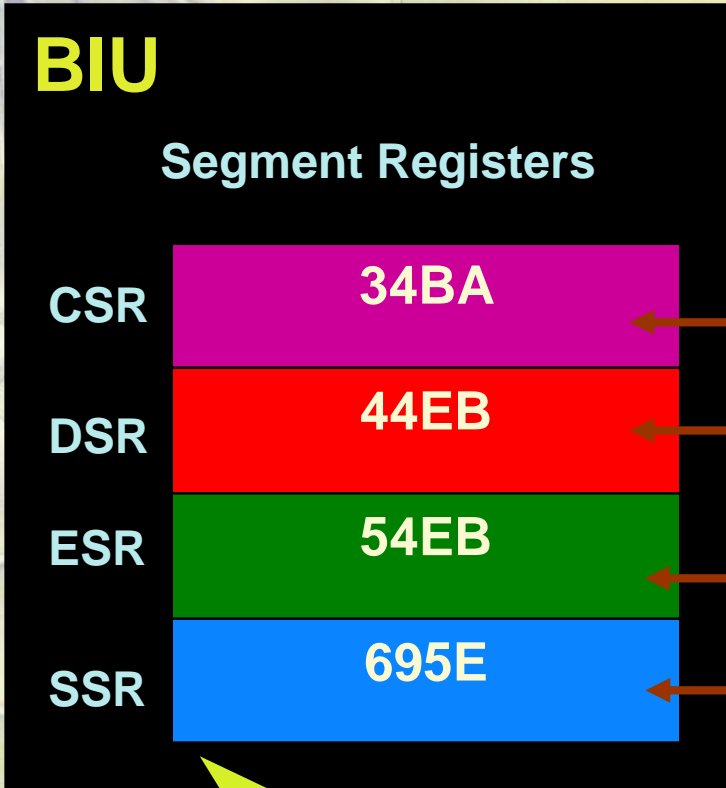 BIU
Segment Registers
CSR 34BA
DSR 44EB
ESR 54EB
SSR 695E